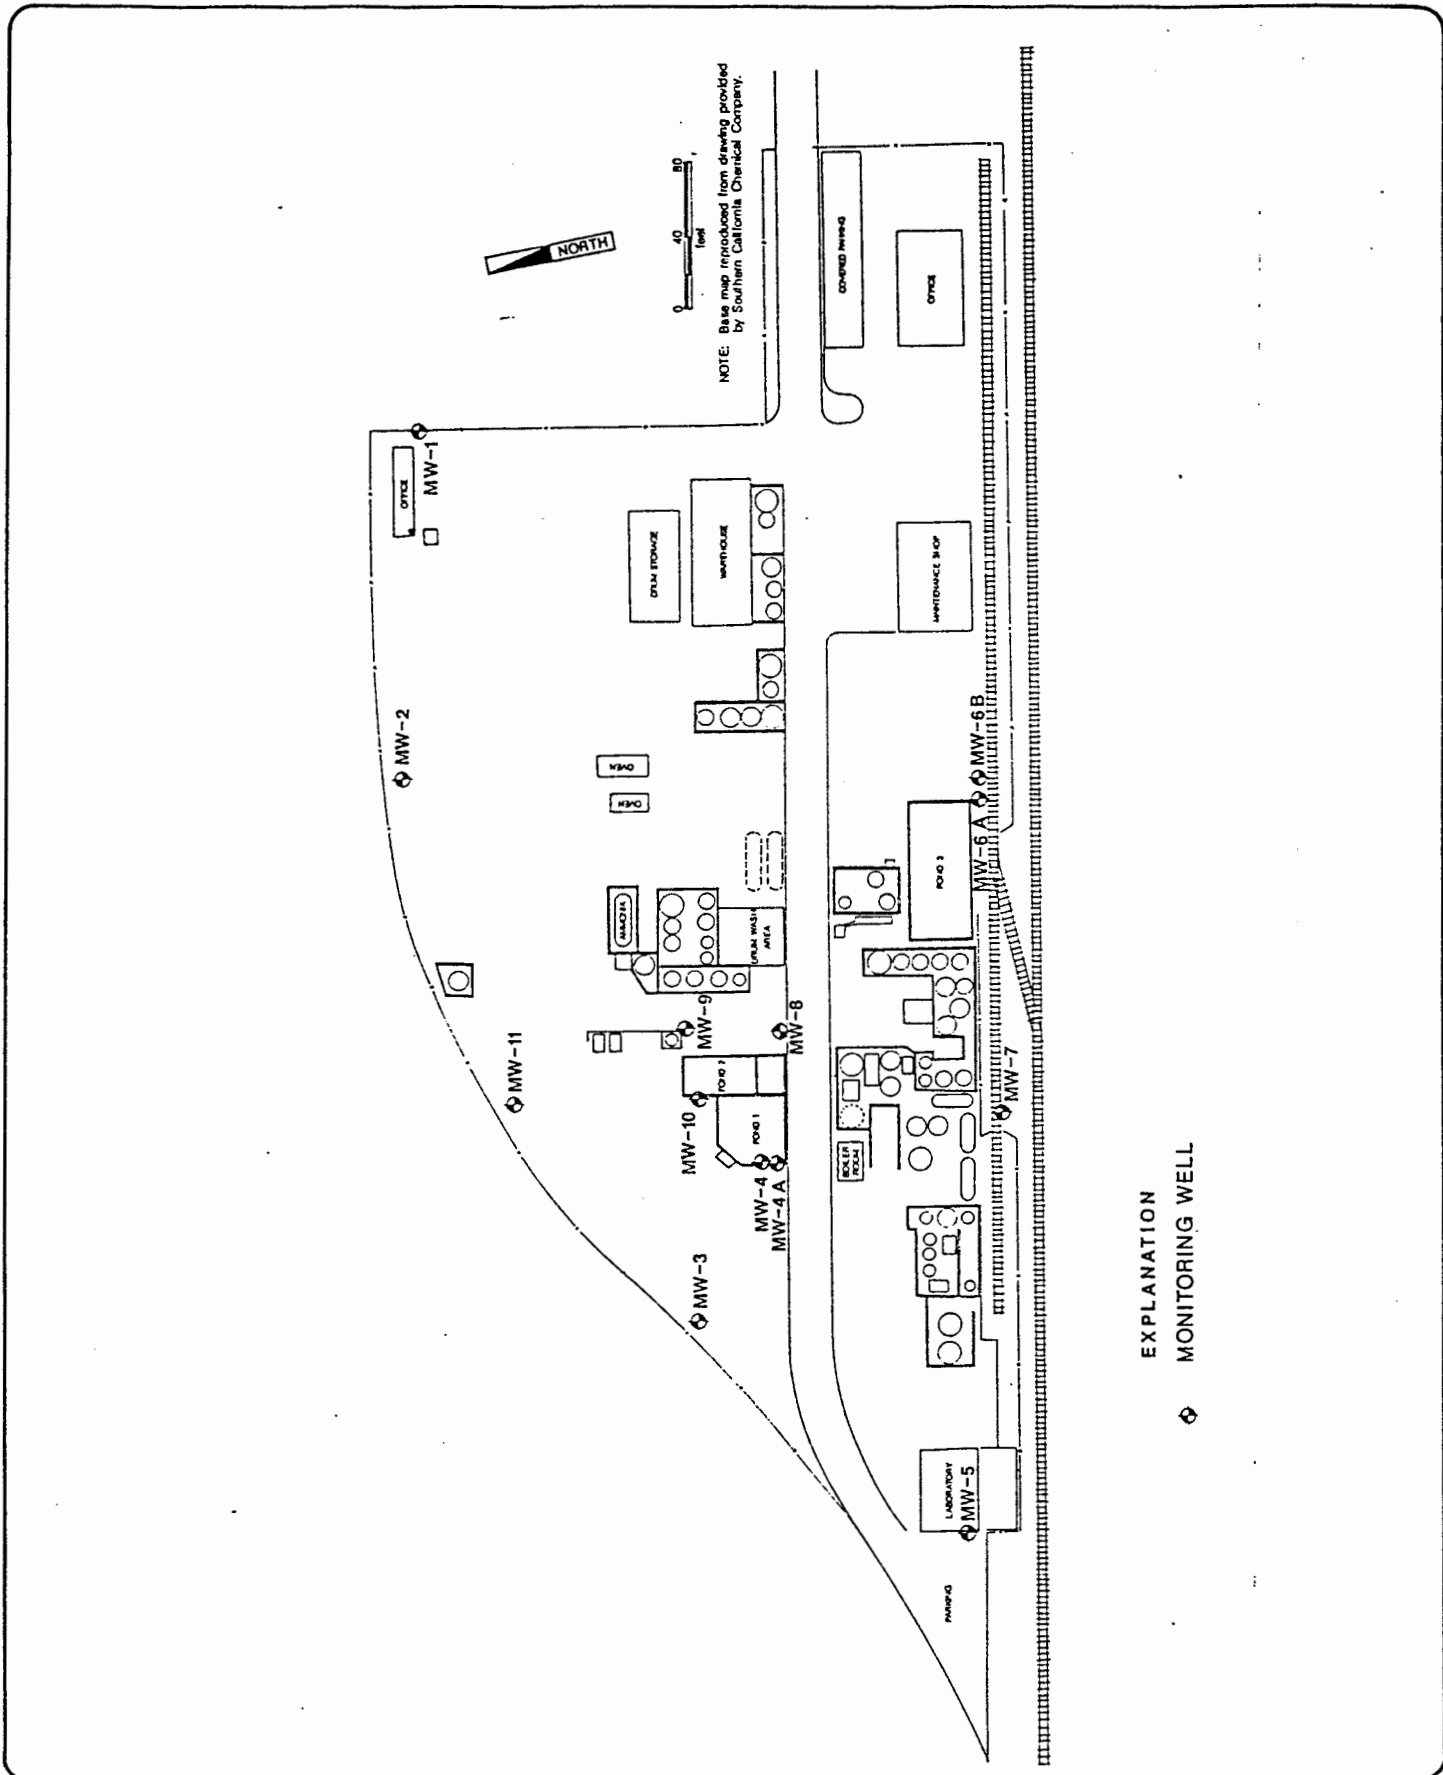 NORTH
0 40 80
feet
NOTE: Base map reproduced from drawing provided
by Southern California Chemical Company.
COVERED PARKING
OFFICE
OFFICE
MW-1
DRUM STORAGE
WAREHOUSE
MAINTENANCE SHOP
MW-2
OVEN
OVEN
MW-6B
MW-6A
POND 3
AMMONIA
DRUM WASH
AREA
MW-9
MW-8
MW-11
POND 2
MW-10
POND 1
MW-7
BOILER
ROOM
MW-4
MW-4A
MW-3
LABORATORY
MW-5
PARKING
EXPLANATION
MONITORING WELL